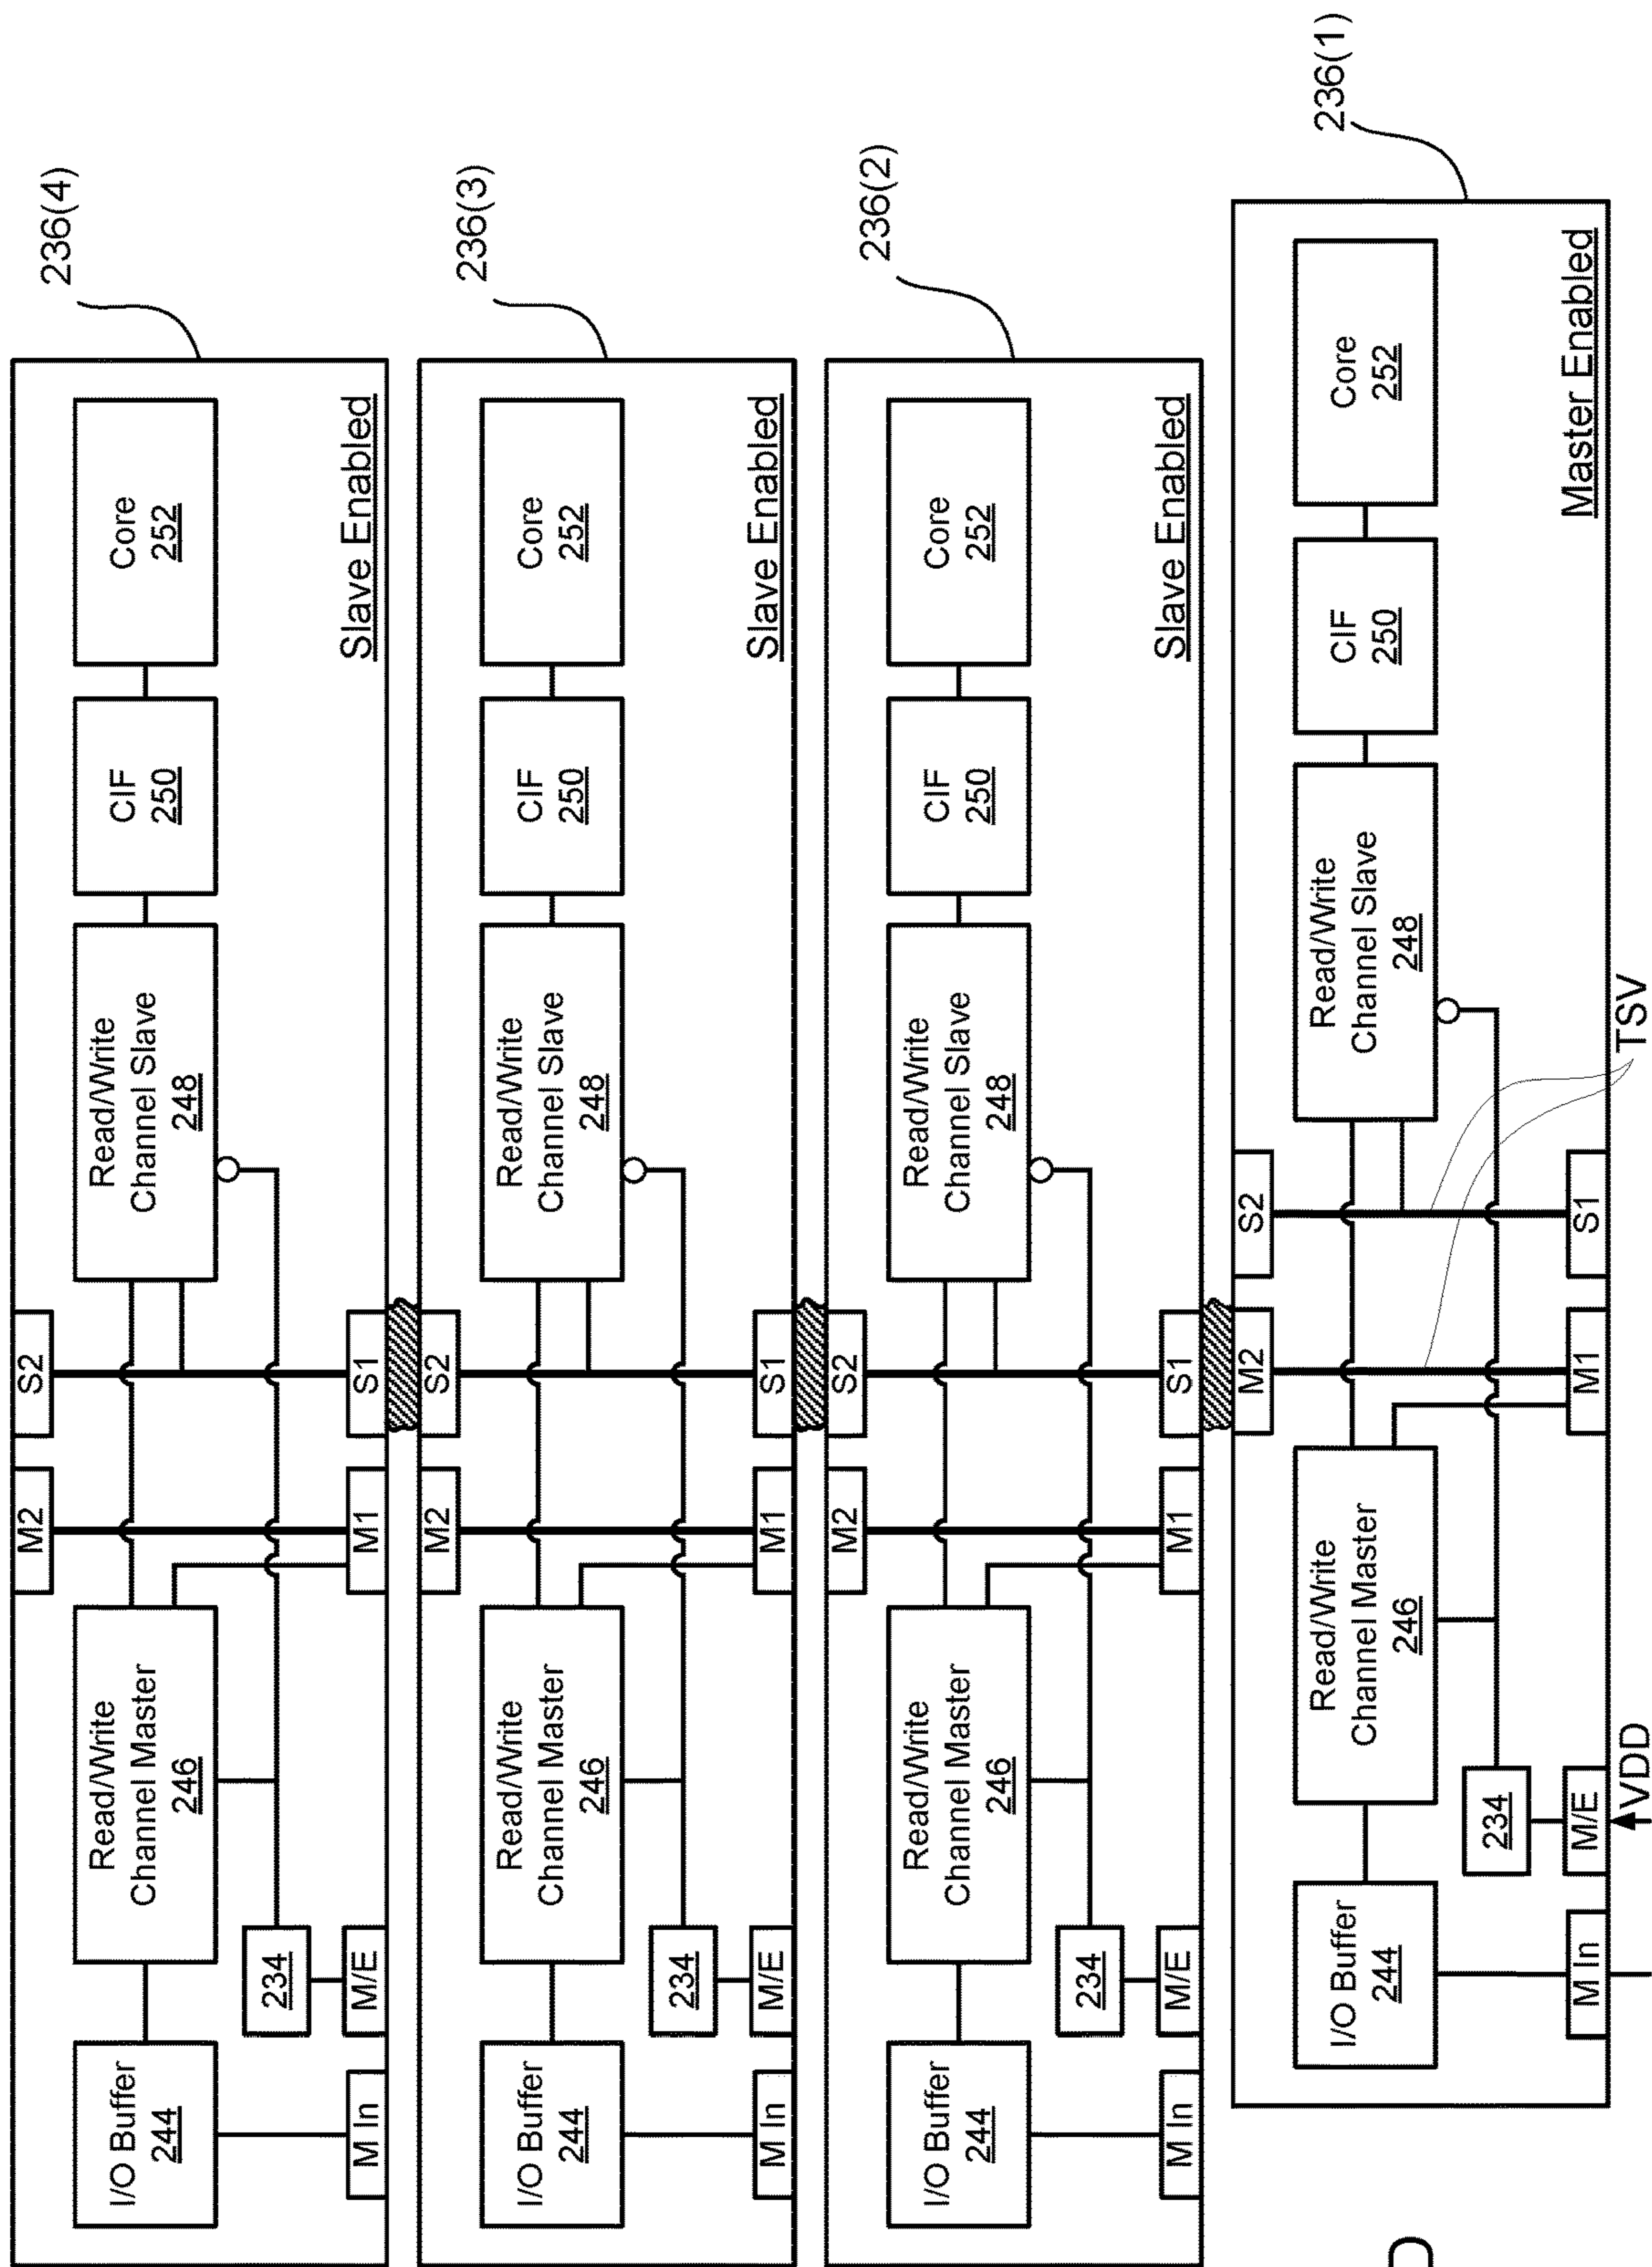 236(4)
M2
S2
I/O Buffer
244
Read/Write
Channel Master
246
Read/Write
Channel Slave
248
CIF
250
Core
252
234
M In
M/E
M1
S1
Slave Enabled
236(3)
M2
S2
I/O Buffer
244
Read/Write
Channel Master
246
Read/Write
Channel Slave
248
CIF
250
Core
252
234
M In
M/E
M1
S1
Slave Enabled
236(2)
M2
S2
I/O Buffer
244
Read/Write
Channel Master
246
Read/Write
Channel Slave
248
CIF
250
Core
252
234
M In
M/E
M1
S1
Slave Enabled
236(1)
M2
S2
I/O Buffer
244
Read/Write
Channel Master
246
Read/Write
Channel Slave
248
CIF
250
Core
252
234
M In
M/E
M1
S1
Master Enabled
VDD
TSV
D